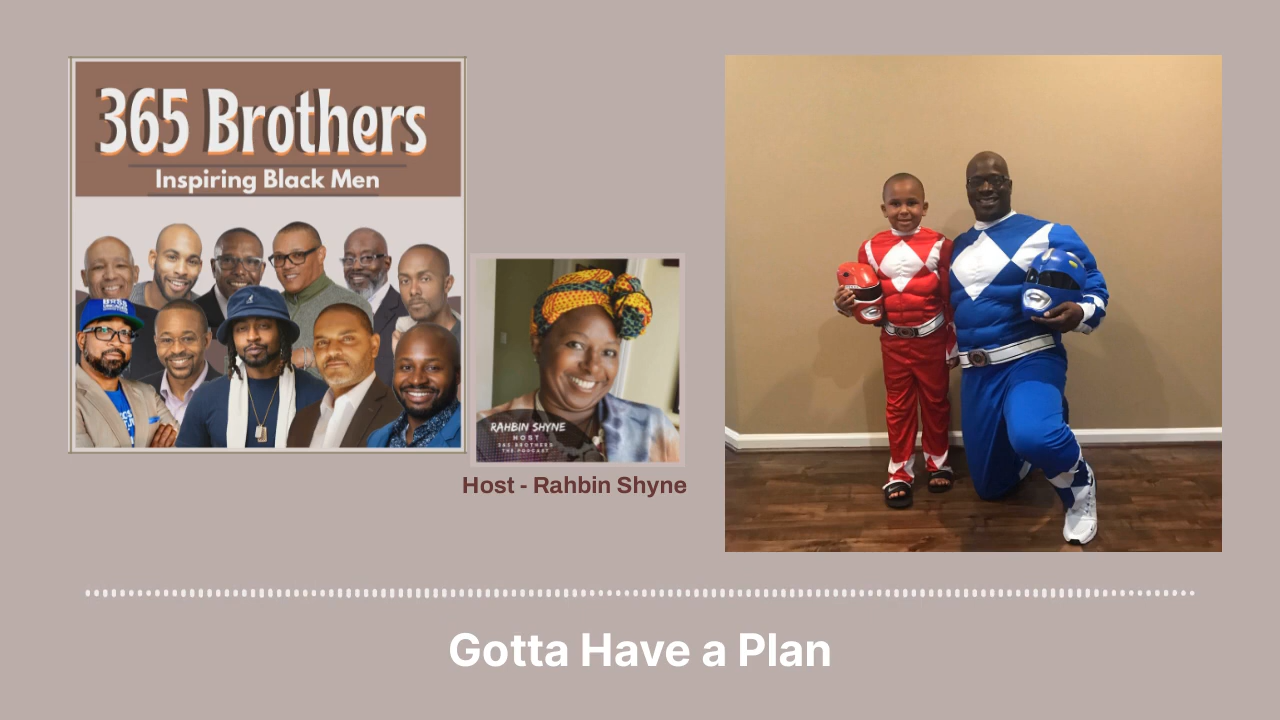 365 Brothers
Inspiring Black Men
RAHBIN SHYNE
HOST
365 BROTHERS
THE PODCAST
Host - Rahbin Shyne
Gotta Have a Plan